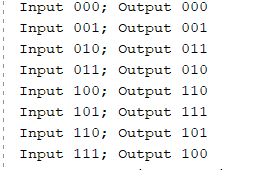 Input 000; Output 000
Input 001; Output 001
Input 010; Output 011
Input 011; Output 010
Input 100; Output 110
Input 101; Output 111
Input 110; Output 101
Input 111; Output 100